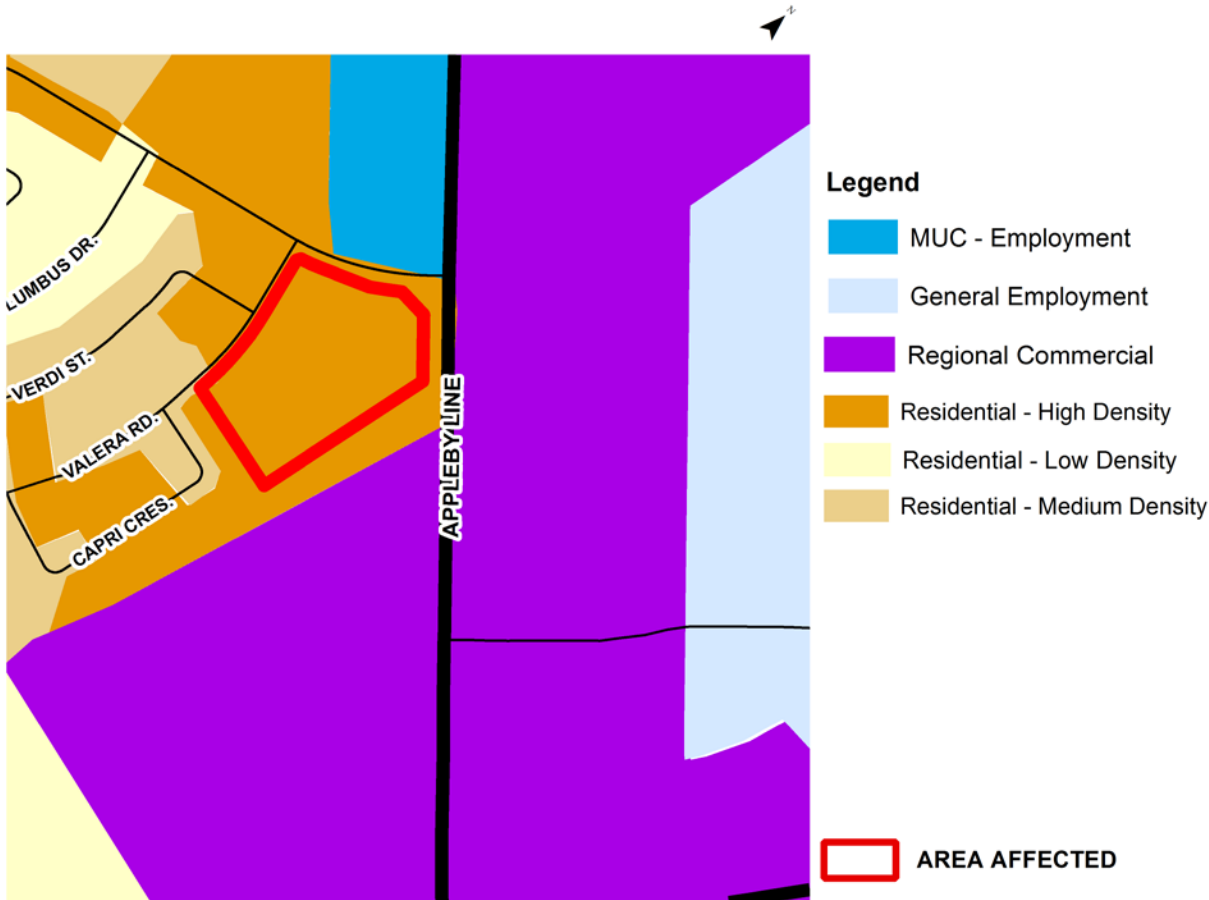 N
LUMBUS DR.
VERDI ST.
VALERA RD.
CAPRI CRES.
APPLEBY LINE
Legend
MUC - Employment
General Employment
Regional Commercial
Residential - High Density
Residential - Low Density
Residential - Medium Density
AREA AFFECTED